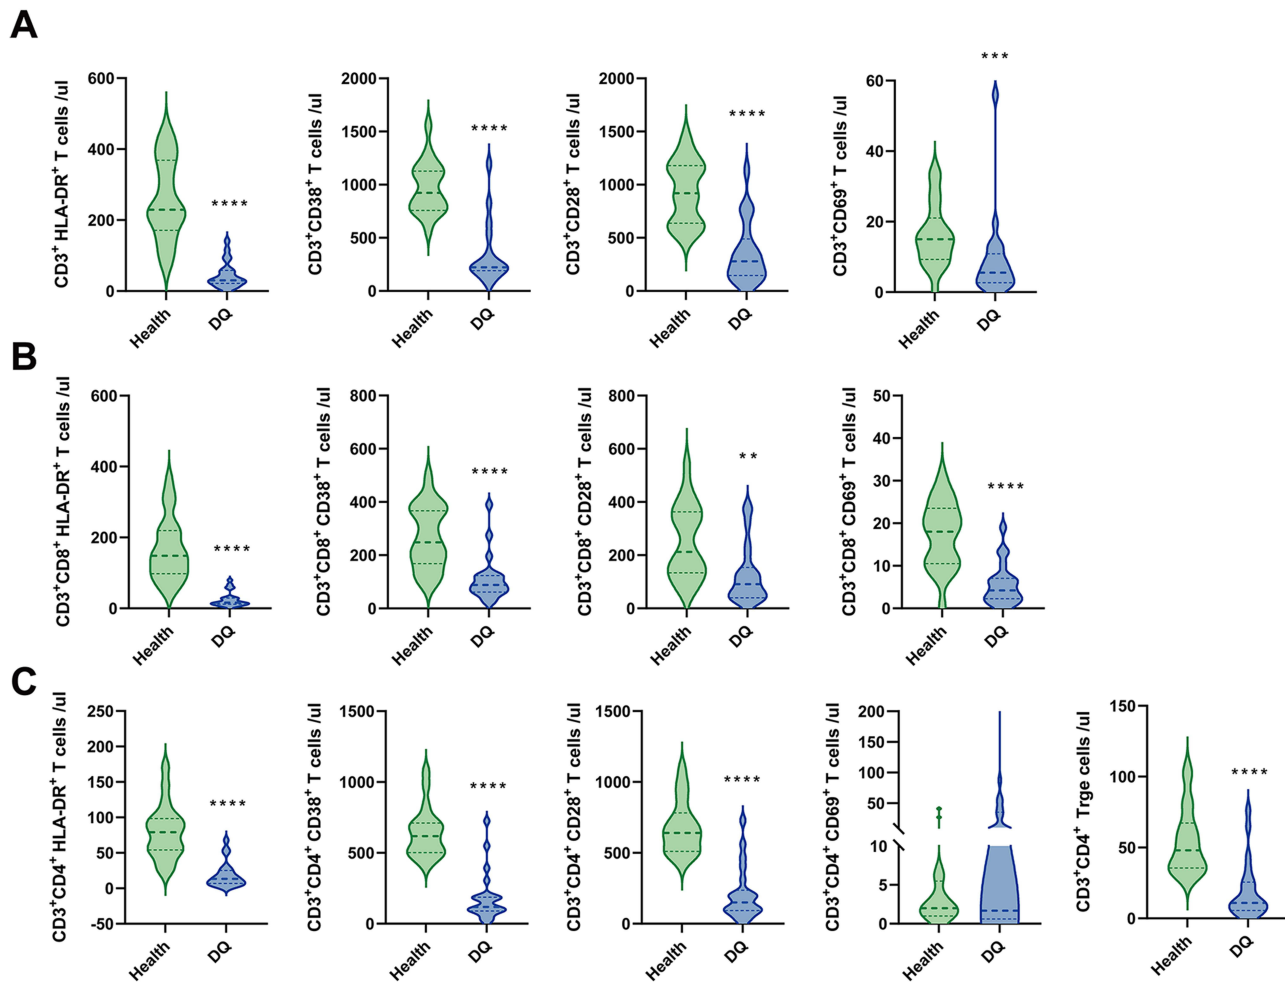 A
CD3⁺ HLA-DR⁺ T cells /ul
600
400
200
0
****
Health
DQ
CD3⁺CD38⁺ T cells /ul
2000
1500
1000
500
0
****
Health
DQ
CD3⁺CD28⁺ T cells /ul
2000
1500
1000
500
0
****
Health
DQ
CD3⁺CD69⁺ T cells /ul
60
40
20
0
***
Health
DQ
B
CD3⁺CD8⁺ HLA-DR⁺ T cells /ul
600
400
200
0
****
Health
DQ
CD3⁺CD8⁺ CD38⁺ T cells /ul
800
600
400
200
0
****
Health
DQ
CD3⁺CD8⁺ CD28⁺ T cells /ul
800
600
400
200
0
**
Health
DQ
CD3⁺CD8⁺ CD69⁺ T cells /ul
50
40
30
20
10
0
****
Health
DQ
C
CD3⁺CD4⁺ HLA-DR⁺ T cells /ul
250
200
150
100
50
0
-50
****
Health
DQ
CD3⁺CD4⁺ CD38⁺ T cells /ul
1500
1000
500
0
****
Health
DQ
CD3⁺CD4⁺ CD28⁺ T cells /ul
1500
1000
500
0
****
Health
DQ
CD3⁺CD4⁺ CD69⁺ T cells /ul
200
150
100
50
10
5
0
Health
DQ
CD3⁺CD4⁺ Trge cells /ul
150
100
50
0
****
Health
DQ